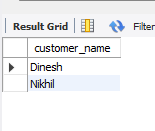 Result Grid Filter
customer_name
Dinesh
Nikhil